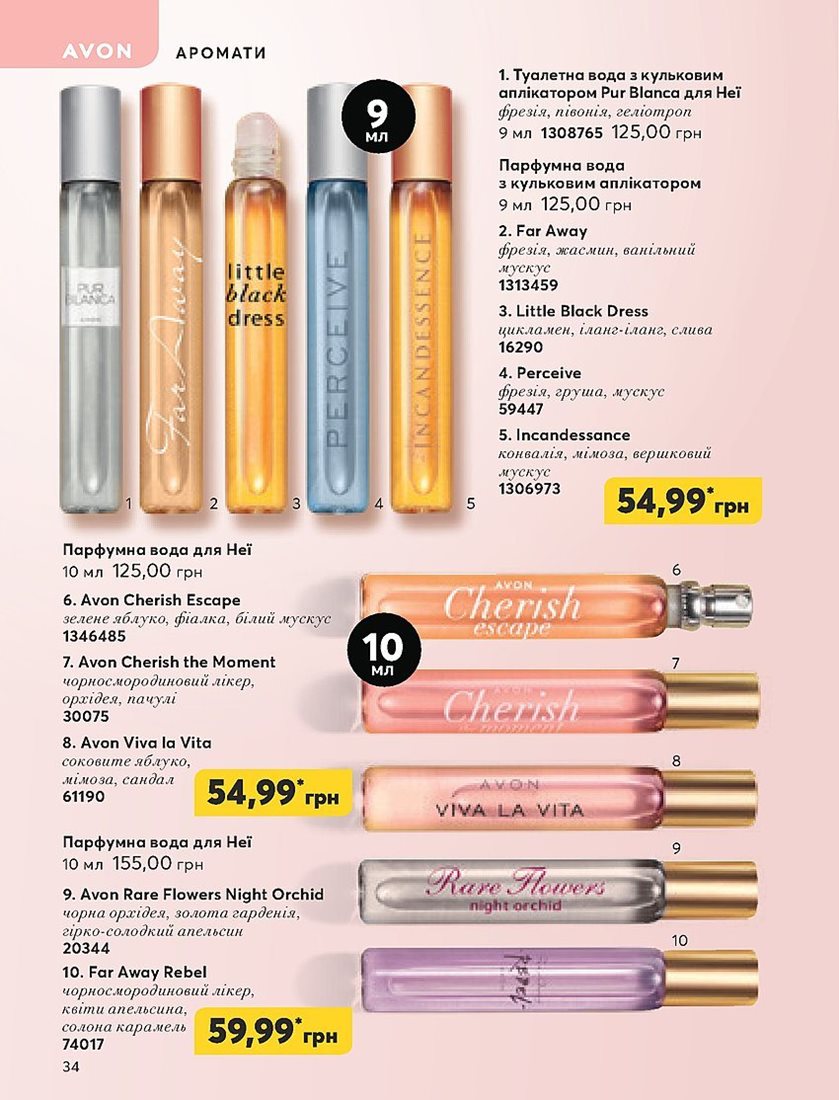 AVON
АРОМАТИ
9
МЛ
PUR
BLANCA
Far Away
little
black
dress
PERCEIVE
INCANDESSENCE
1
2
3
4
5
1. Туалетна вода з кульковим
аплікатором Pur Blanca для Неї
фрезія, півонія, геліотроп
9 мл 1308765 125,00 грн
Парфумна вода
з кульковим аплікатором
9 мл 125,00 грн
2. Far Away
фрезія, жасмин, ванільний
мускус
1313459
3. Little Black Dress
цикламен, іланг-іланг, слива
16290
4. Perceive
фрезія, груша, мускус
59447
5. Incandessance
конвалія, мімоза, вершковий
мускус
1306973
54,99* грн
Парфумна вода для Неї
10 мл 125,00 грн
6. Avon Cherish Escape
зелене яблуко, фіалка, білий мускус
1346485
7. Avon Cherish the Moment
чорносмородиновий лікер,
орхідея, пачулі
30075
8. Avon Viva la Vita
соковите яблуко,
мімоза, сандал
61190
54,99* грн
Парфумна вода для Неї
10 мл 155,00 грн
9. Avon Rare Flowers Night Orchid
чорна орхідея, золота гарденія,
гірко-солодкий апельсин
20344
10. Far Away Rebel
чорносмородиновий лікер,
квіти апельсина,
солона карамель
74017
59,99* грн
10
МЛ
6
AVON
Cherish
escape
7
AVON
Cherish
the moment
8
AVON
VIVA LA VITA
9
Rare Flowers
night orchid
10
REBEL
34